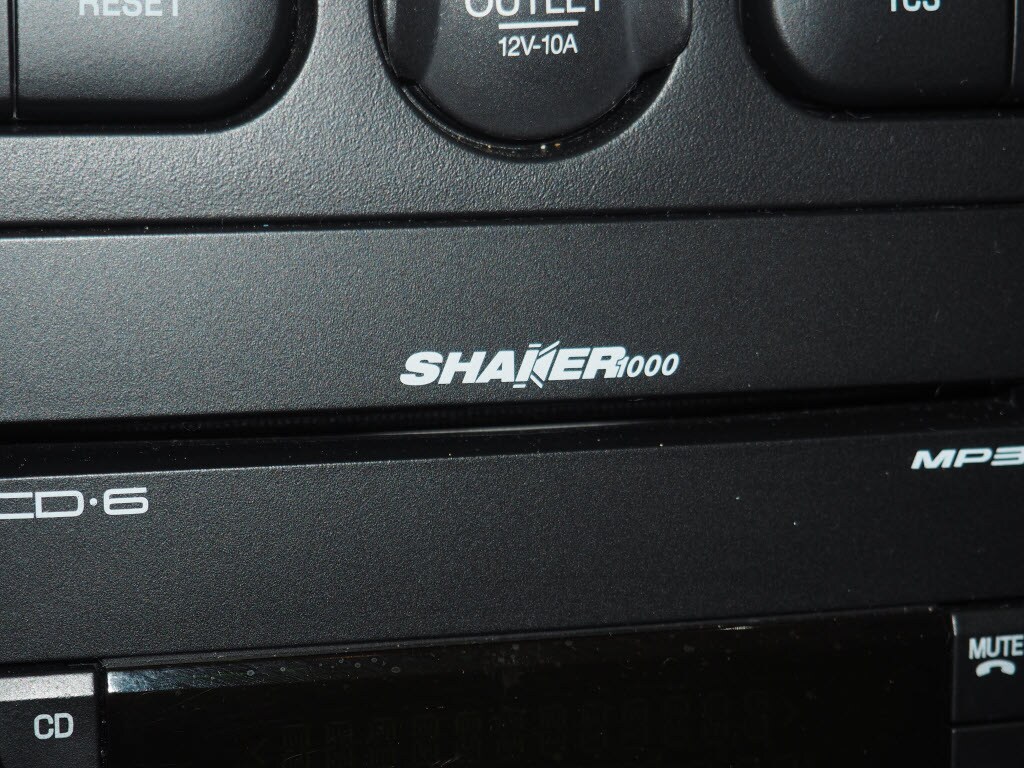 RESET
OUTLET
12V-10A
TCS
SHAKER1000
CD·6
MP3
CD
MUTE